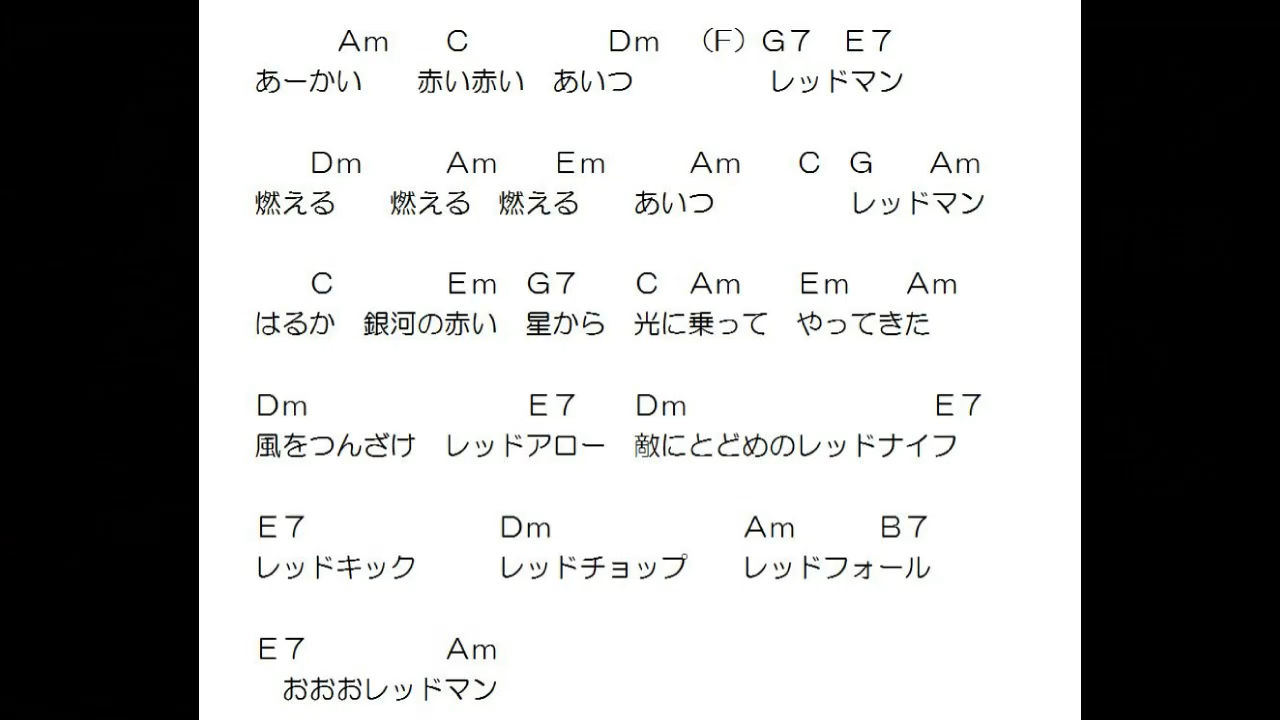 Am C Dm （F）G7 E7
あーかい 赤い赤い あいつ レッドマン
Dm Am Em Am C G Am
燃える 燃える 燃える あいつ レッドマン
C Em G7 C Am Em Am
はるか 銀河の赤い 星から 光に乗って やってきた
Dm E7 Dm E7
風をつんざけ レッドアロー 敵にとどめのレッドナイフ
E7 Dm Am B7
レッドキック レッドチョップ レッドフォール
E7 Am
おおおレッドマン